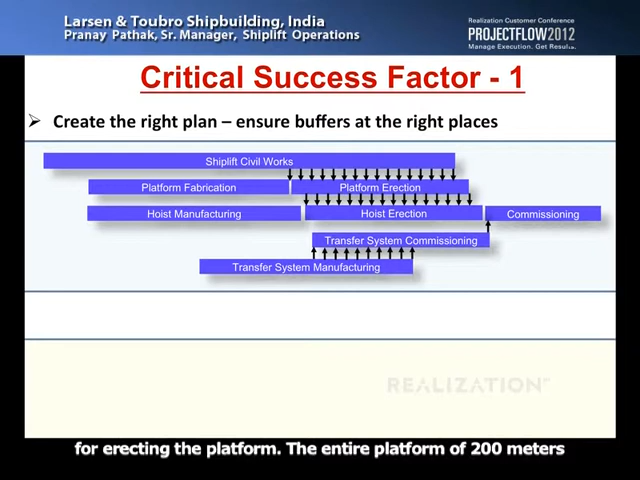 Larsen & Toubro Shipbuilding, India
Pranay Pathak, Sr. Manager, Shiplift Operations
Realization Customer Conference
PROJECTFLOW2012
Manage Execution. Get Results.
Critical Success Factor - 1
➢ Create the right plan – ensure buffers at the right places
Shiplift Civil Works
Platform Fabrication
Platform Erection
Hoist Manufacturing
Hoist Erection
Commissioning
Transfer System Commissioning
Transfer System Manufacturing
REALIZATION™
for erecting the platform. The entire platform of 200 meters